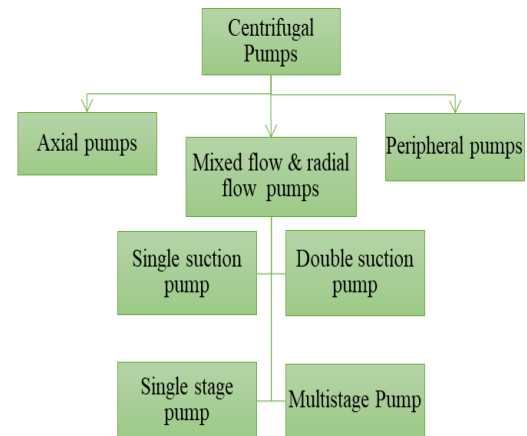 Centrifugal
Pumps
Axial pumps
Mixed flow & radial
flow pumps
Peripheral pumps
Single suction
pump
Double suction
pump
Single stage
pump
Multistage Pump